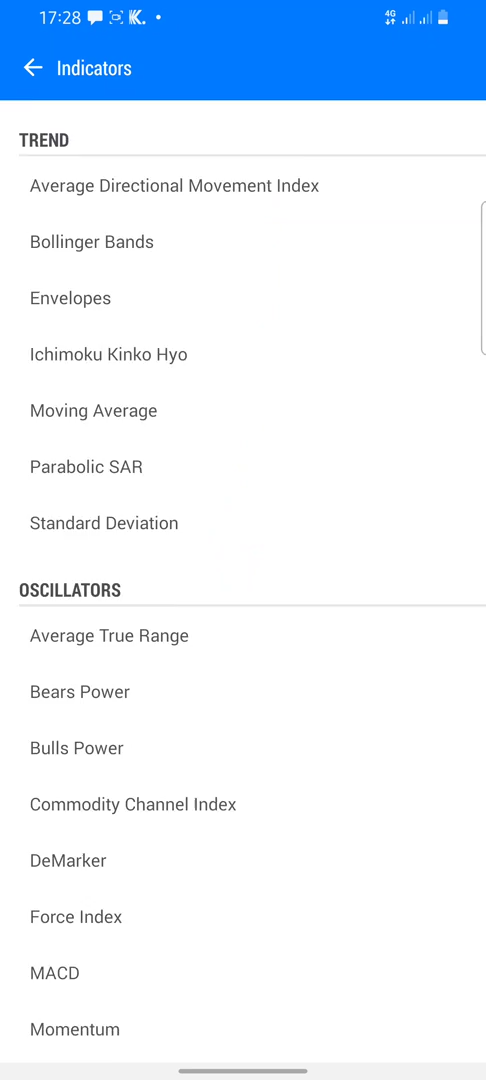 17:28 K. 4G
Indicators
TREND
Average Directional Movement Index
Bollinger Bands
Envelopes
Ichimoku Kinko Hyo
Moving Average
Parabolic SAR
Standard Deviation
OSCILLATORS
Average True Range
Bears Power
Bulls Power
Commodity Channel Index
DeMarker
Force Index
MACD
Momentum